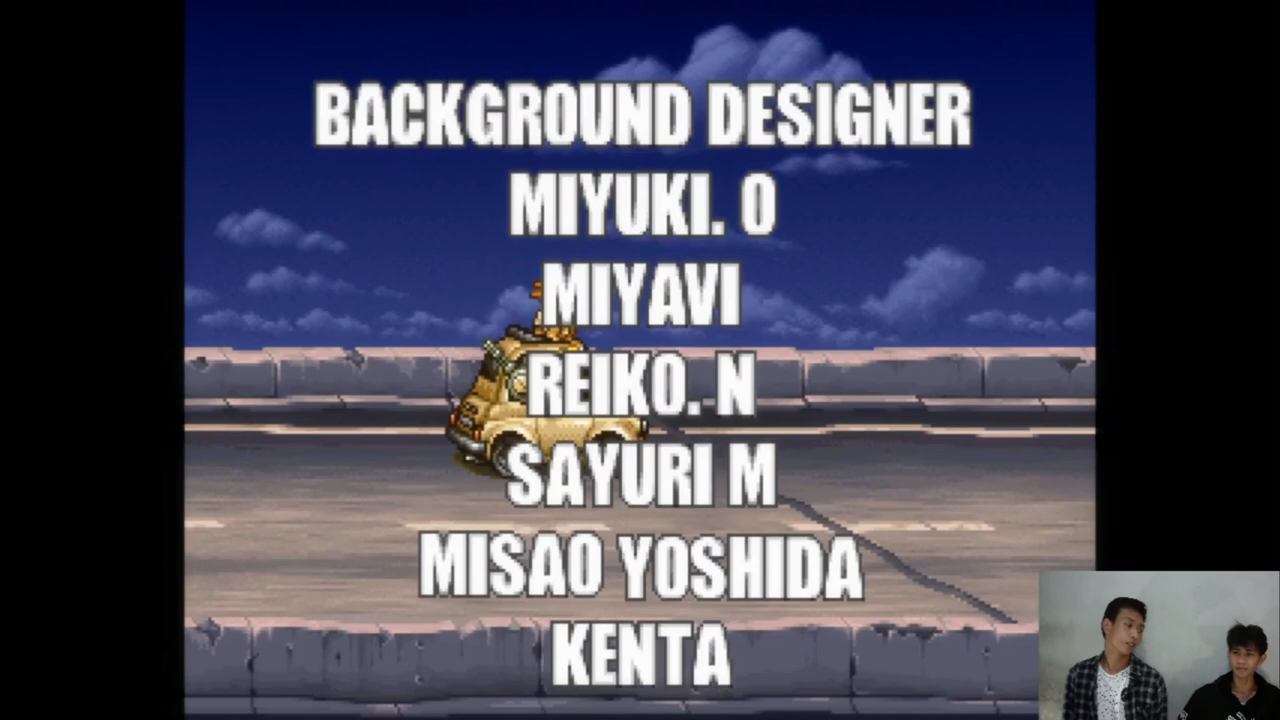 BACKGROUND DESIGNER
MIYUKI. O
MIYAVI
REIKO. N
SAYURI M
MISAO YOSHIDA
KENTA